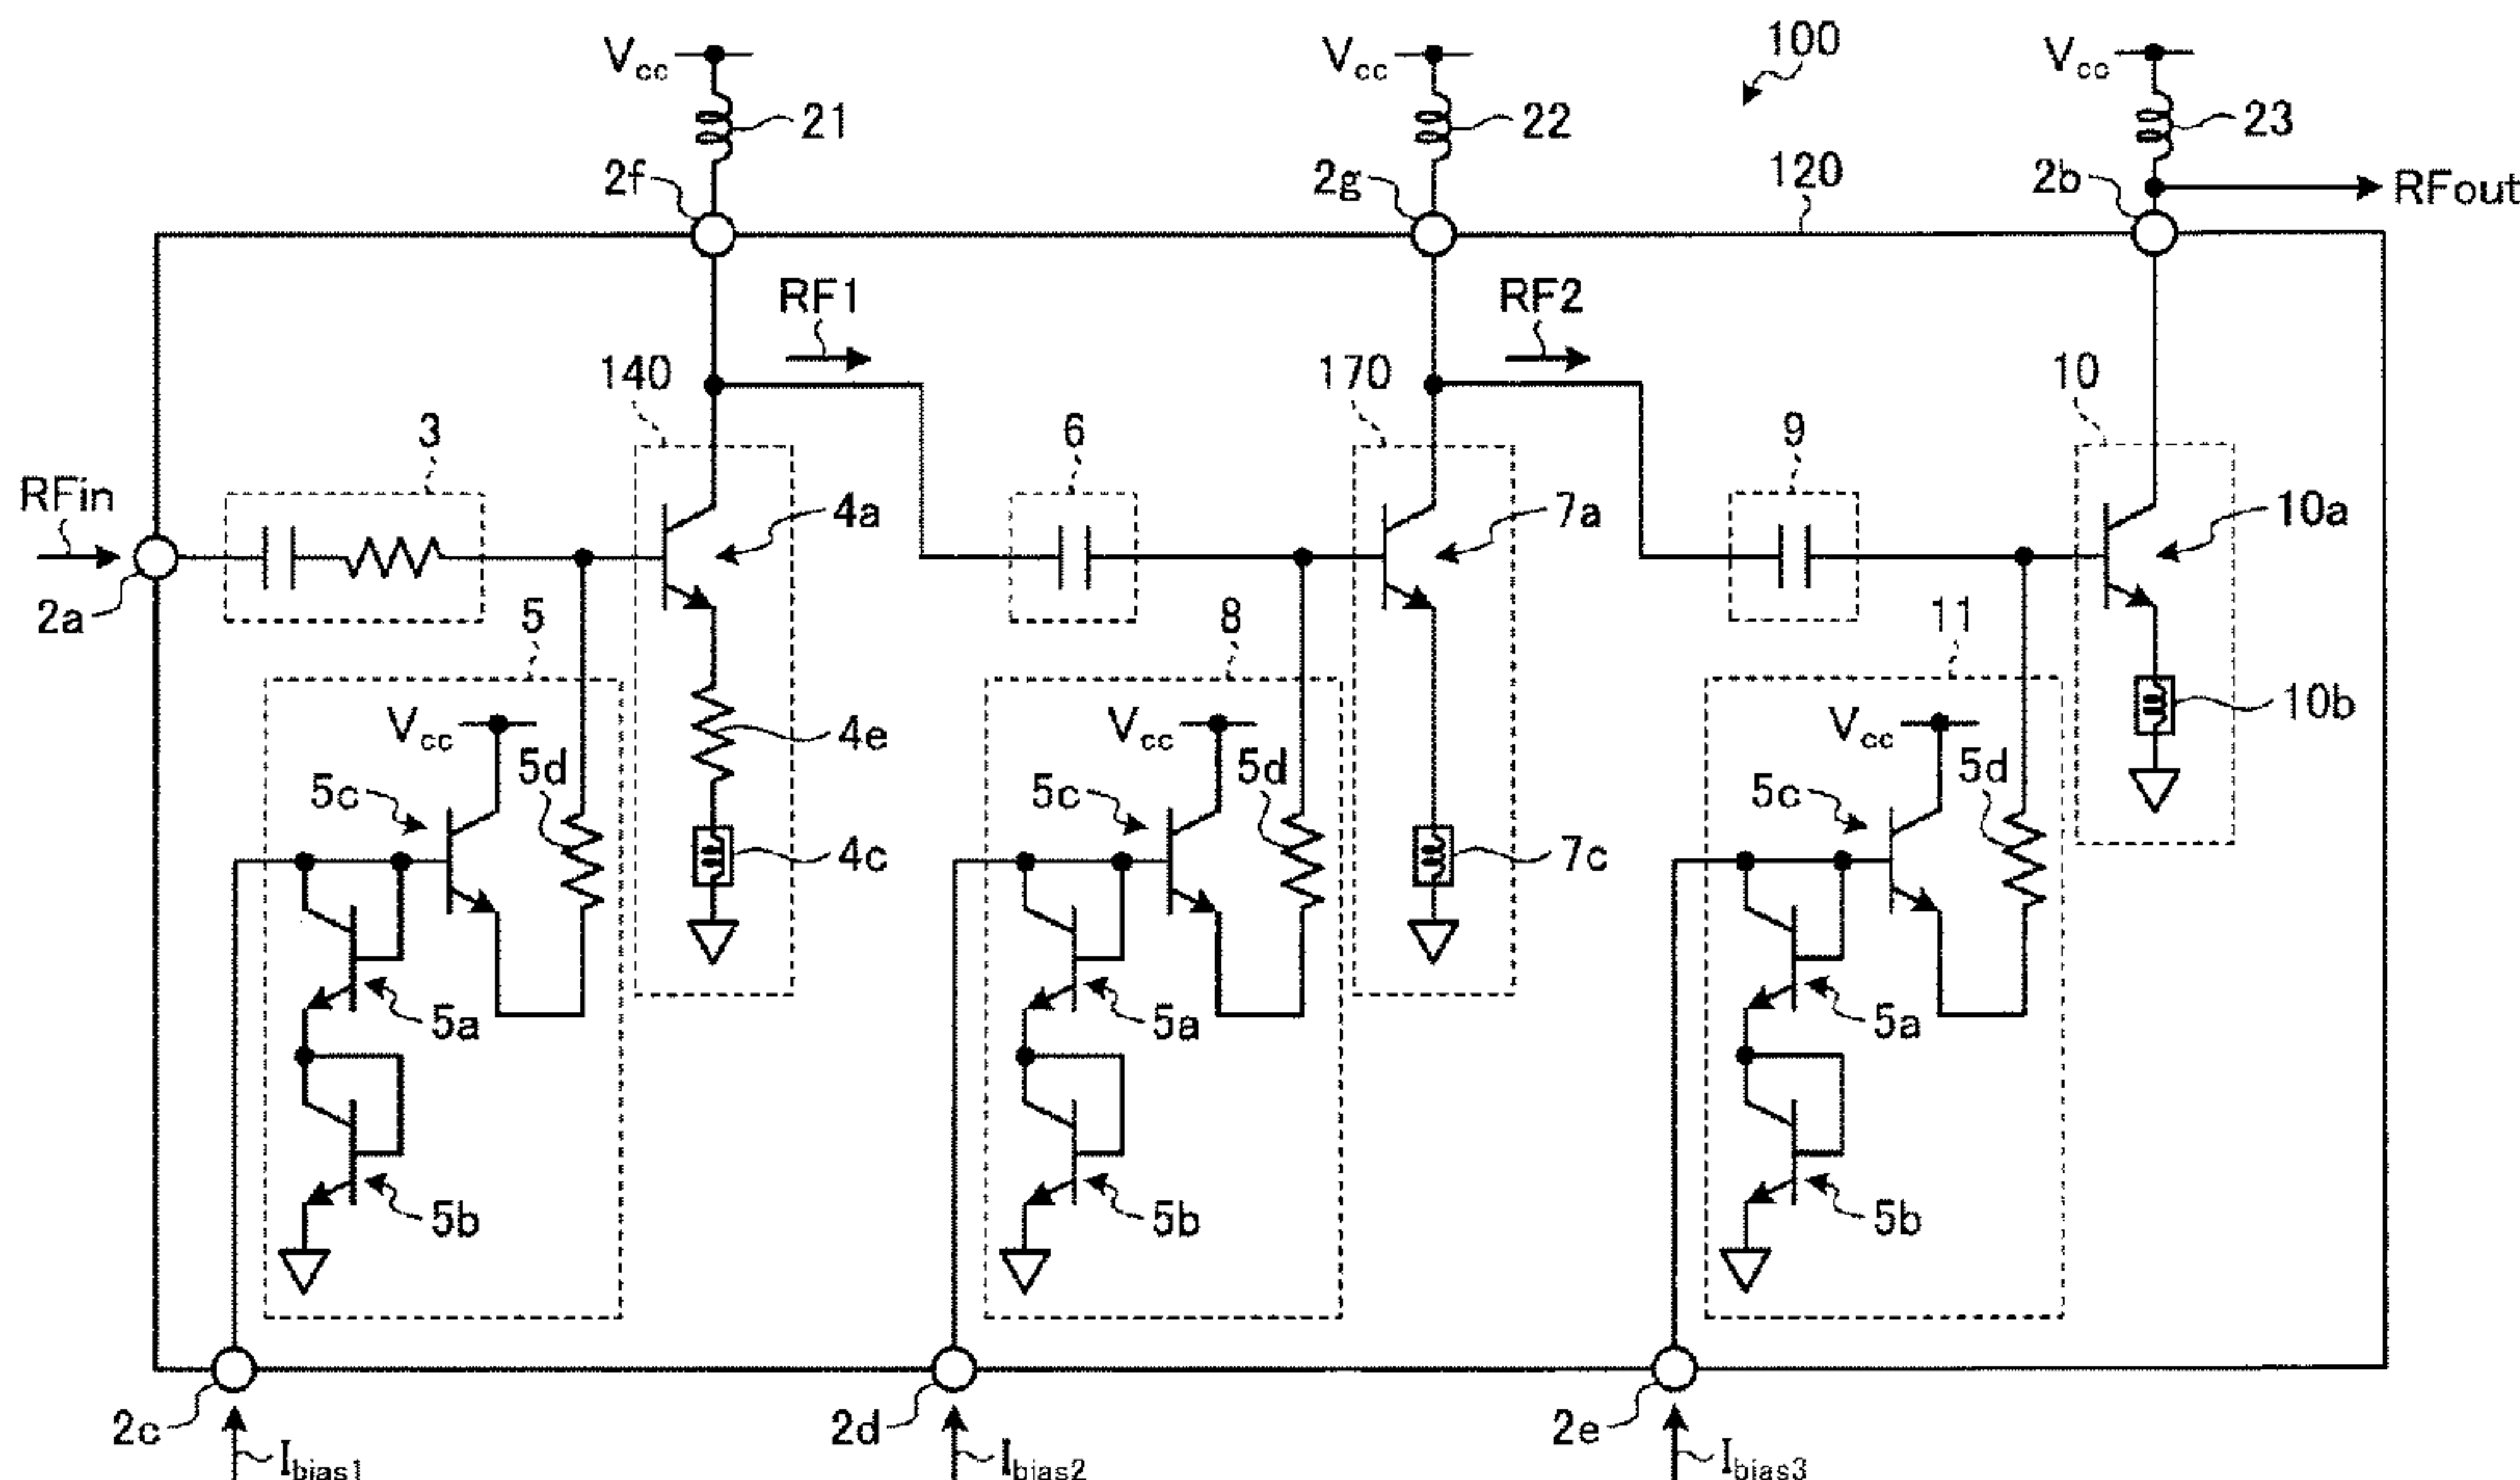 Vcc
Vcc
100
Vcc
21
22
23
2f
2g
120
2b
RFout
RF1
RF2
140
170
10
3
6
9
RFin
4a
7a
10a
2a
5
8
11
Vcc
4e
Vcc
Vcc
10b
5c
5d
5c
5d
5c
5d
4c
7c
5a
5a
5a
5b
5b
5b
2c
2d
2e
Ibias1
Ibias2
Ibias3